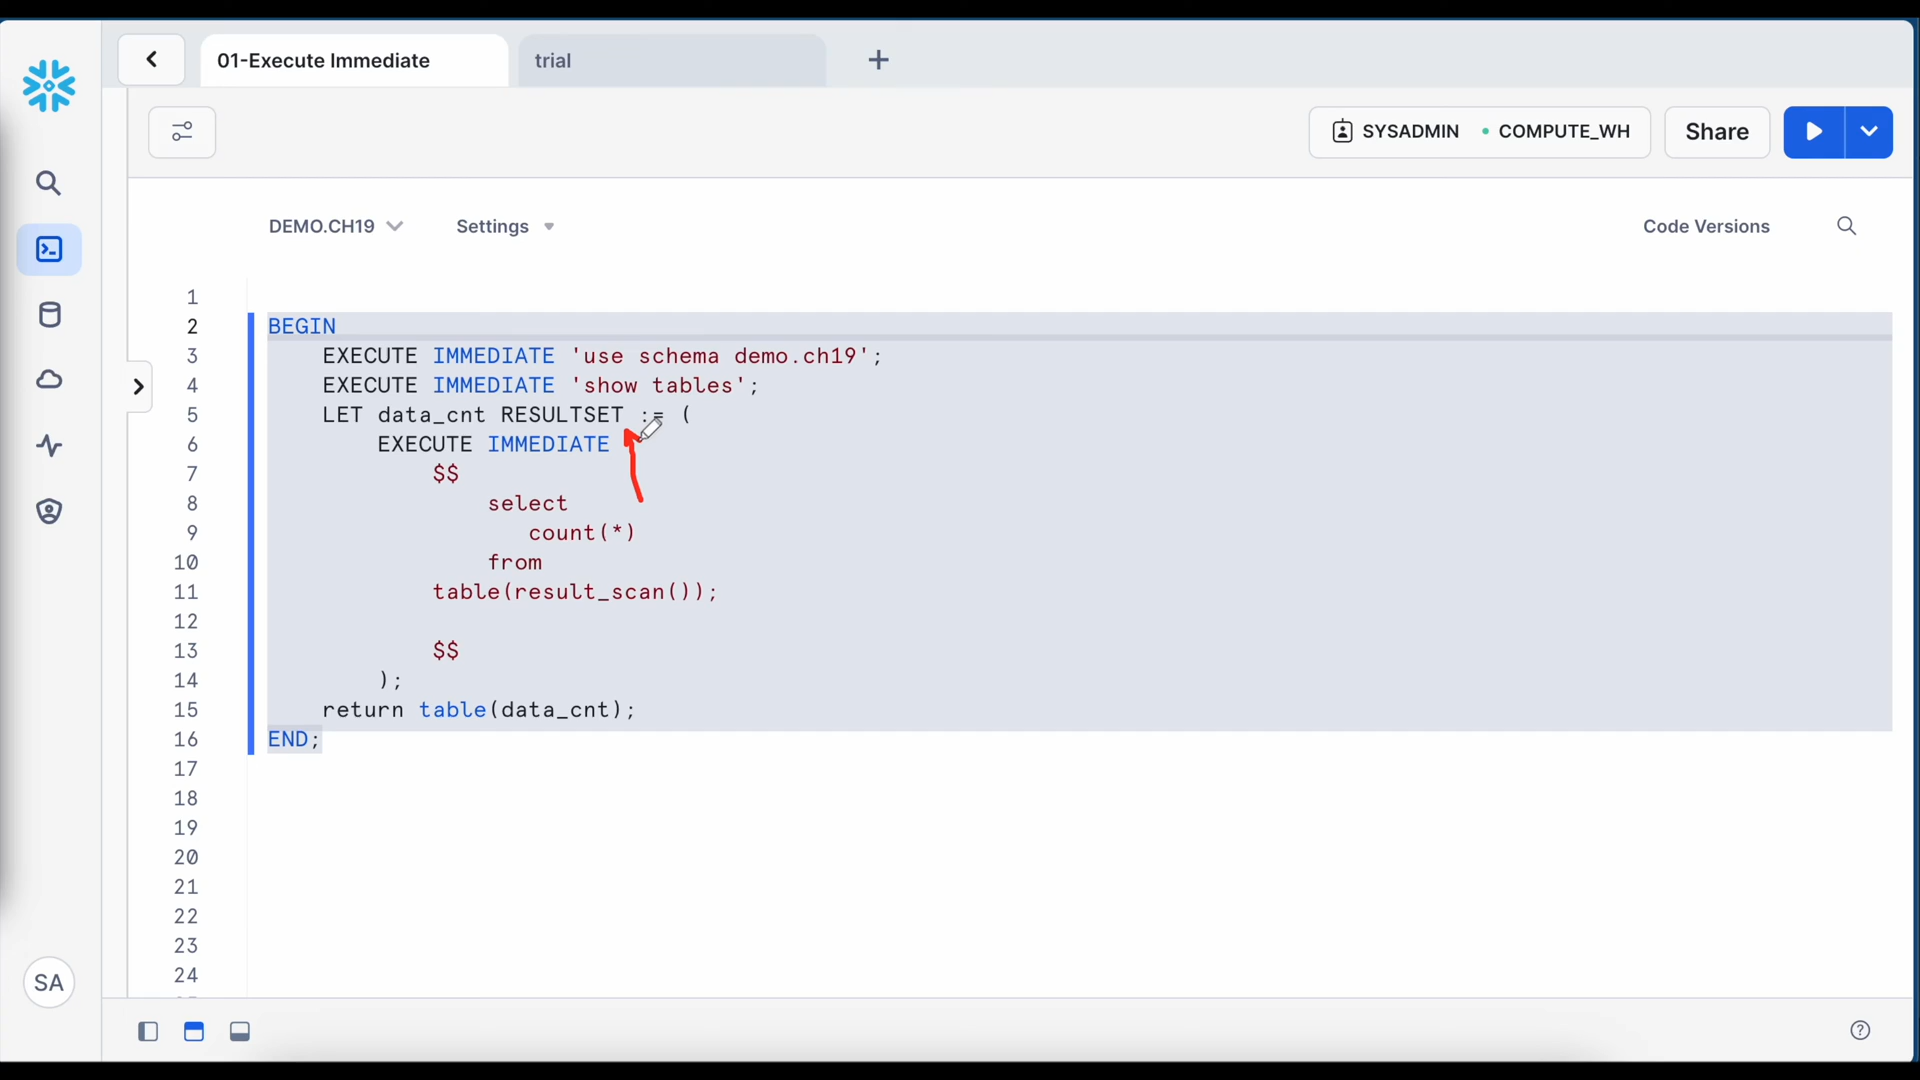 01-Execute Immediate
trial
SYSADMIN
COMPUTE_WH
Share
DEMO.CH19
Settings
Code Versions
1
2 BEGIN
3 EXECUTE IMMEDIATE 'use schema demo.ch19';
4 EXECUTE IMMEDIATE 'show tables';
5 LET data_cnt RESULTSET := (
6 EXECUTE IMMEDIATE
7 $$
8 select
9 count(*)
10 from
11 table(result_scan());
12
13 $$
14 );
15 return table(data_cnt);
16 END;
17
18
19
20
21
22
23
24
SA